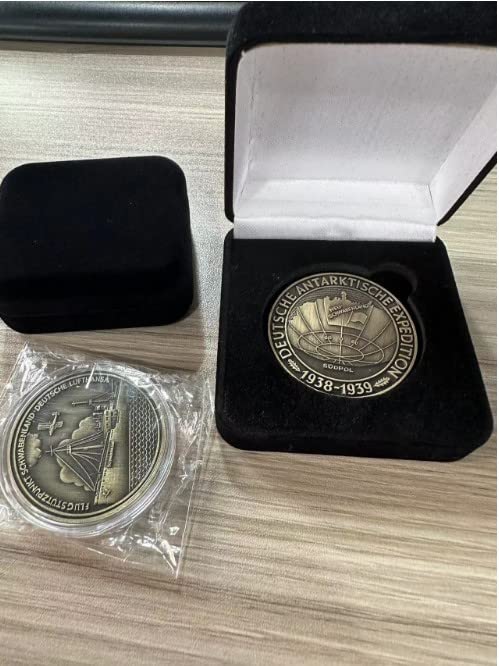 DEUTSCHE ANTARKTISCHE EXPEDITION
SÜDPOL
1938-1939
FLUGSTÜTZPUNKT·SCHWABENLAND·DEUTSCHE·LUFTHANSA